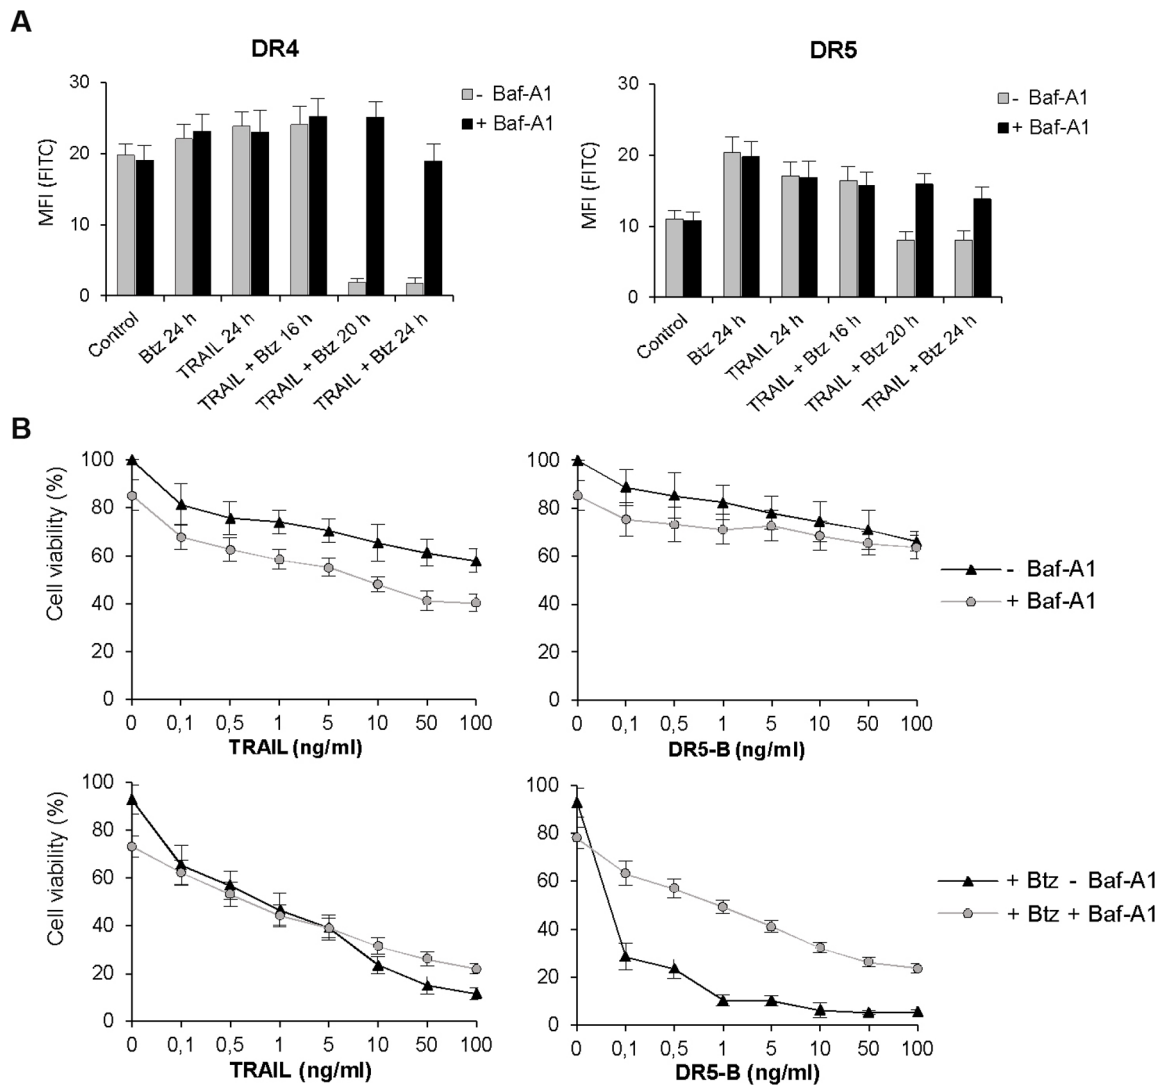 A
DR4
30
20
10
0
MFI (FITC)
- Baf-A1
+ Baf-A1
Control
Btz 24 h
TRAIL 24 h
TRAIL + Btz 16 h
TRAIL + Btz 20 h
TRAIL + Btz 24 h
DR5
30
20
10
0
MFI (FITC)
- Baf-A1
+ Baf-A1
Control
Btz 24 h
TRAIL 24 h
TRAIL + Btz 16 h
TRAIL + Btz 20 h
TRAIL + Btz 24 h
B
100
80
60
40
20
0
Cell viability (%)
0 0,1 0,5 1 5 10 50 100
TRAIL (ng/ml)
100
80
60
40
20
0
0 0,1 0,5 1 5 10 50 100
DR5-B (ng/ml)
- Baf-A1
+ Baf-A1
100
80
60
40
20
0
Cell viability (%)
0 0,1 0,5 1 5 10 50 100
TRAIL (ng/ml)
100
80
60
40
20
0
0 0,1 0,5 1 5 10 50 100
DR5-B (ng/ml)
+ Btz - Baf-A1
+ Btz + Baf-A1